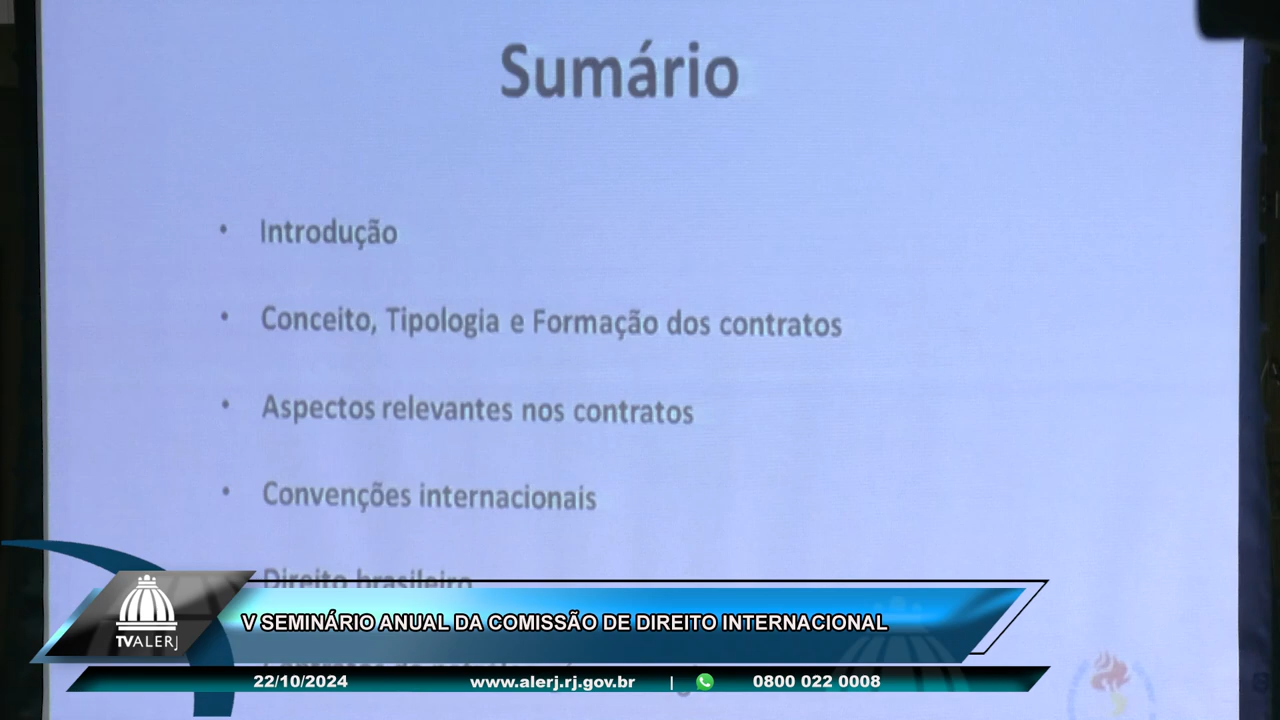 Sumário
• Introdução
• Conceito, Tipologia e Formação dos contratos
• Aspectos relevantes nos contratos
• Convenções internacionais
Direito brasileiro
TVALERJ
V SEMINÁRIO ANUAL DA COMISSÃO DE DIREITO INTERNACIONAL
22/10/2024 www.alerj.rj.gov.br | 0800 022 0008